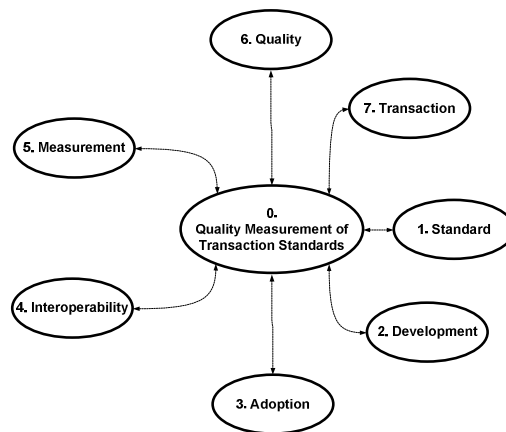 6. Quality
7. Transaction
5. Measurement
0.
Quality Measurement of
Transaction Standards
1. Standard
4. Interoperability
2. Development
3. Adoption